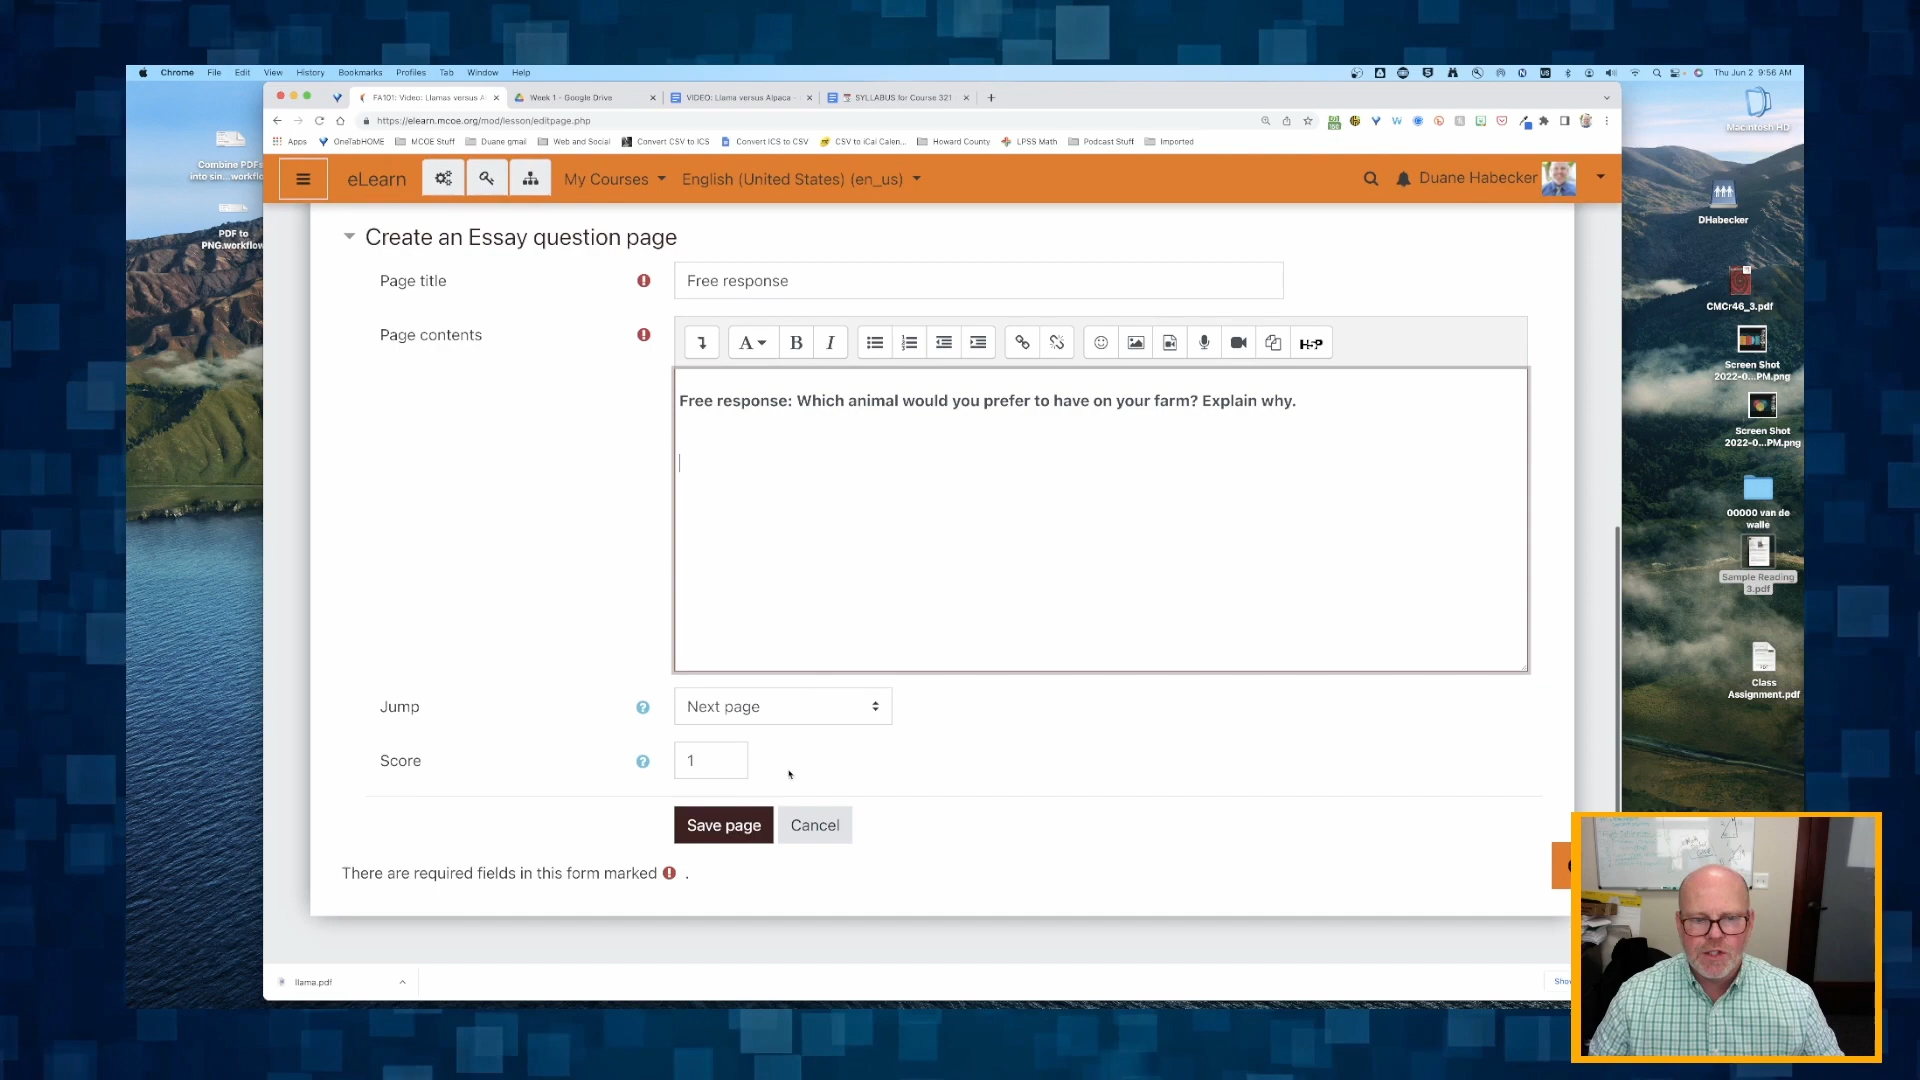 Chrome File Edit View History Bookmarks Profiles Tab Window Help
Thu Jun 2 9:56 AM
FA101: Video: Llamas versus Al
Week 1 - Google Drive
VIDEO: Llama versus Alpaca -
SYLLABUS for Course 321
https://elearn.mcoe.org/mod/lesson/editpage.php
Apps OneTabHOME MCOE Stuff Duane gmail Web and Social Convert CSV to ICS Convert ICS to CSV CSV to iCal Calen... Howard County LPSS Math Podcast Stuff Imported
eLearn My Courses English (United States) (en_us) Duane Habecker
Create an Essay question page
Page title
Free response
Page contents
A B I
H5P
Free response: Which animal would you prefer to have on your farm? Explain why.
Jump
Next page
Score
1
Save page Cancel
There are required fields in this form marked .
llama.pdf
Combine PDFs
into sin...workflo
PDF to
PNG.workflow
Macintosh HD
DHabecker
CMCr46_3.pdf
Screen Shot
2022-0...PM.png
Screen Shot
2022-0...PM.png
00000 van de
walle
Sample Reading
3.pdf
Class
Assignment.pdf